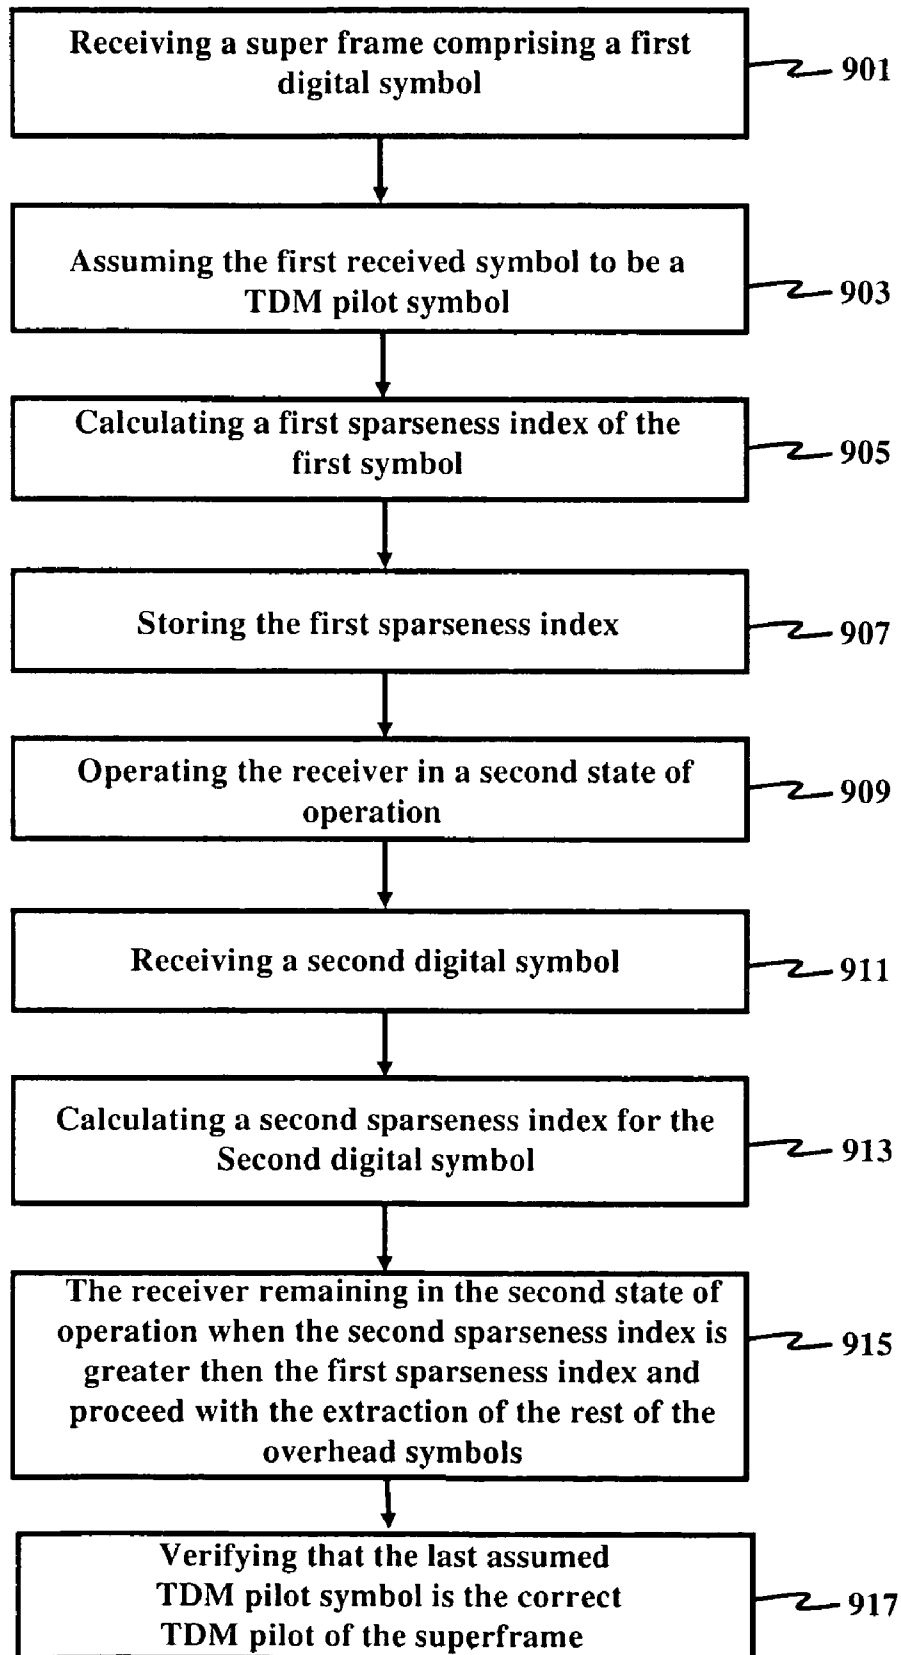 Receiving a super frame comprising a first
digital symbol
901
Assuming the first received symbol to be a
TDM pilot symbol
903
Calculating a first sparseness index of the
first symbol
905
Storing the first sparseness index
907
Operating the receiver in a second state of
operation
909
Receiving a second digital symbol
911
Calculating a second sparseness index for the
Second digital symbol
913
The receiver remaining in the second state of
operation when the second sparseness index is
greater then the first sparseness index and
proceed with the extraction of the rest of the
overhead symbols
915
Verifying that the last assumed
TDM pilot symbol is the correct
TDM pilot of the superframe
917